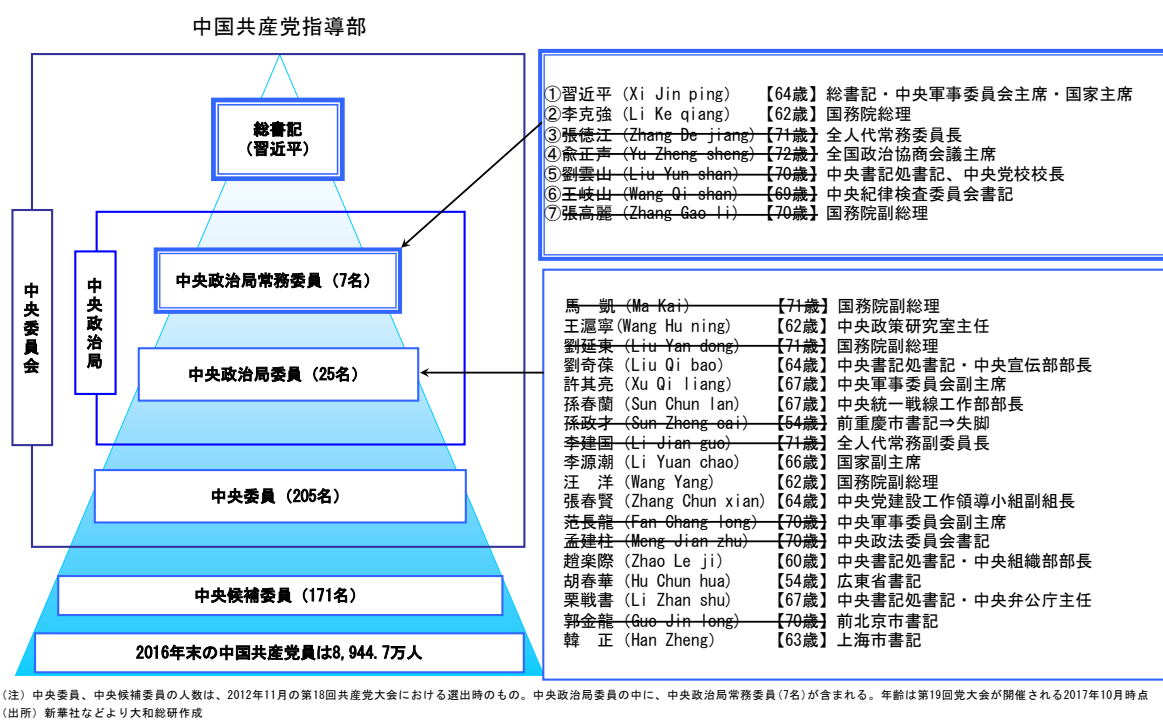 中国共産党指導部
総書記
(習近平)
中央委員会
中央政治局
中央政治局常務委員（7名）
中央政治局委員（25名）
中央委員（205名）
中央候補委員（171名）
2016年末の中国共産党員は8,944.7万人
①習近平 (Xi Jin ping) 【64歳】総書記・中央軍事委員会主席・国家主席
②李克強 (Li Ke qiang) 【62歳】国務院総理
③張徳江 (Zhang De jiang)【71歳】全人代常務委員長
④兪正声 (Yu Zheng sheng)【72歳】全国政治協商会議主席
⑤劉雲山 (Liu Yun shan) 【70歳】中央書記処書記、中央党校校長
⑥王岐山 (Wang Qi shan) 【69歳】中央紀律検査委員会書記
⑦張高麗 (Zhang Gao li) 【70歳】国務院副総理
馬　凱 (Ma Kai) 【71歳】国務院副総理
王滬寧(Wang Hu ning) 【62歳】中央政策研究室主任
劉延東 (Liu Yan dong) 【71歳】国務院副総理
劉奇葆 (Liu Qi bao) 【64歳】中央書記処書記・中央宣伝部部長
許其亮 (Xu Qi liang) 【67歳】中央軍事委員会副主席
孫春蘭 (Sun Chun lan) 【67歳】中央統一戦線工作部部長
孫政才 (Sun Zheng cai) 【54歳】前重慶市書記⇒失脚
李建国 (Li Jian guo) 【71歳】全人代常務副委員長
李源潮 (Li Yuan chao) 【66歳】国家副主席
汪　洋 (Wang Yang) 【62歳】国務院副総理
張春賢 (Zhang Chun xian)【64歳】中央党建設工作領導小組副組長
范長龍 (Fan Chang long) 【70歳】中央軍事委員会副主席
孟建柱 (Meng Jian zhu) 【70歳】中央政法委員会書記
趙楽際 (Zhao Le ji) 【60歳】中央書記処書記・中央組織部部長
胡春華 (Hu Chun hua) 【54歳】広東省書記
栗戦書 (Li Zhan shu) 【67歳】中央書記処書記・中央弁公庁主任
郭金龍 (Guo Jin long) 【70歳】前北京市書記
韓　正 (Han Zheng) 【63歳】上海市書記
(注) 中央委員、中央候補委員の人数は、2012年11月の第18回共産党大会における選出時のもの。中央政治局委員の中に、中央政治局常務委員(7名)が含まれる。年齢は第19回党大会が開催される2017年10月時点
(出所) 新華社などより大和総研作成